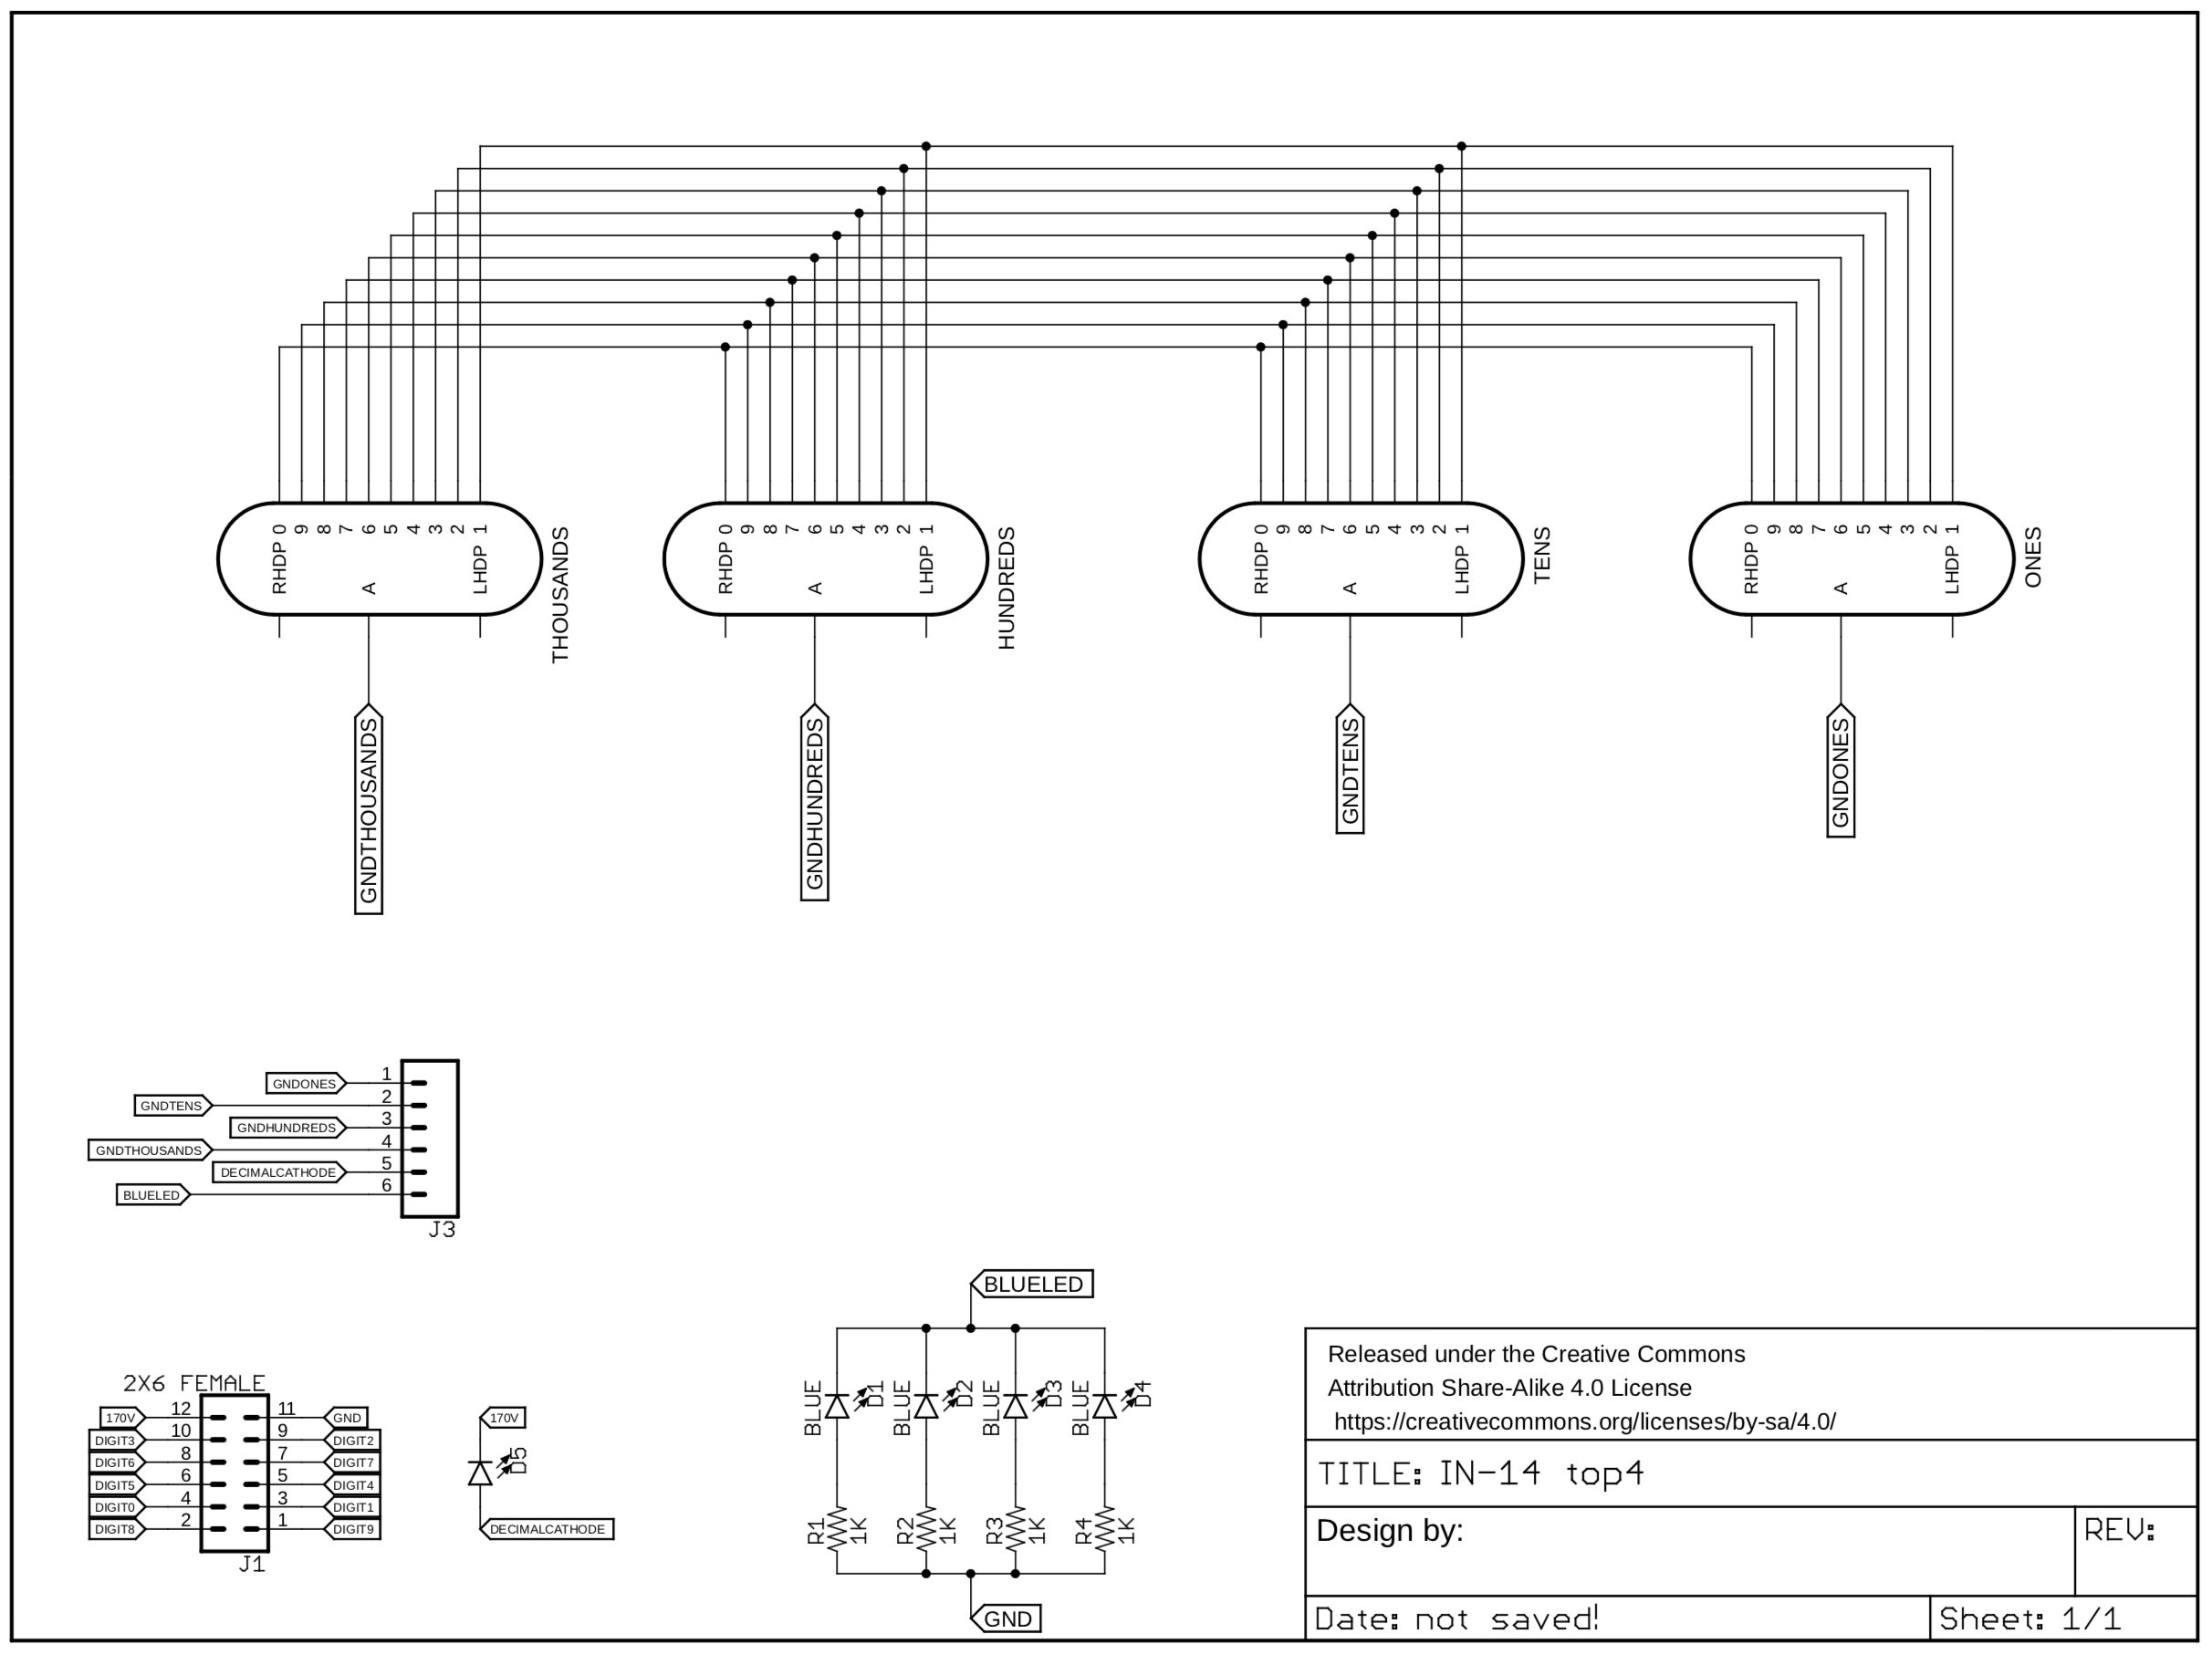 0 9 8 7 6 5 4 3 2 1
RHDP A LHDP
THOUSANDS
0 9 8 7 6 5 4 3 2 1
RHDP A LHDP
HUNDREDS
0 9 8 7 6 5 4 3 2 1
RHDP A LHDP
TENS
0 9 8 7 6 5 4 3 2 1
RHDP A LHDP
ONES
GNDTHOUSANDS
GNDHUNDREDS
GNDTENS
GNDONES
GNDONES 1
GNDTENS 2
GNDHUNDREDS 3
GNDTHOUSANDS 4
DECIMALCATHODE 5
BLUELED 6
J3
2X6 FEMALE
170V 12 11 GND
DIGIT3 10 9 DIGIT2
DIGIT6 8 7 DIGIT7
DIGIT5 6 5 DIGIT4
DIGIT0 4 3 DIGIT1
DIGIT8 2 1 DIGIT9
J1
170V
D5
DECIMALCATHODE
BLUELED
BLUE D1 BLUE D2 BLUE D3 BLUE D4
R1 1K R2 1K R3 1K R4 1K
GND
Released under the Creative Commons
Attribution Share-Alike 4.0 License
https://creativecommons.org/licenses/by-sa/4.0/
TITLE: IN-14 top4
Design by:
REV:
Date: not saved!
Sheet: 1/1